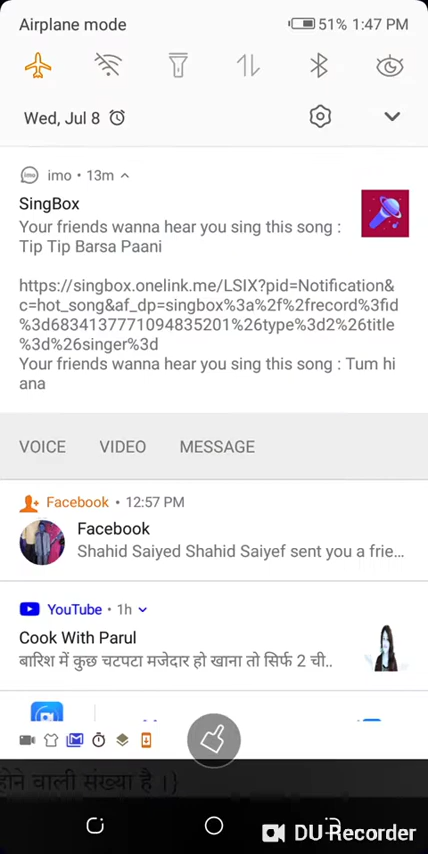 Airplane mode
51% 1:47 PM
Wed, Jul 8
imo • 13m
SingBox
Your friends wanna hear you sing this song :
Tip Tip Barsa Paani
https://singbox.onelink.me/LSIX?pid=Notification&
c=hot_song&af_dp=singbox%3a%2f%2frecord%3fid
%3d6834137771094835201%26type%3d2%26title
%3d%26singer%3d
Your friends wanna hear you sing this song : Tum hi
ana
VOICE VIDEO MESSAGE
Facebook • 12:57 PM
Facebook
Shahid Saiyed Shahid Saiyef sent you a frie...
YouTube • 1h
Cook With Parul
बारिश में कुछ चटपटा मजेदार हो खाना तो सिर्फ 2 ची..
होने वाली संख्या है ।}
DU Recorder